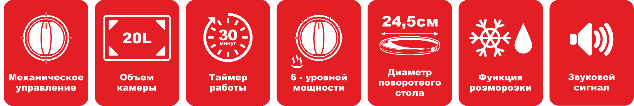 Механическое
управление
20L
Объем
камеры
30
минут
Таймер
работы
6 - уровней
мощности
24,5см
Диаметр
поворотвого
стола
Функция
розморозки
Звуковой
сигнал